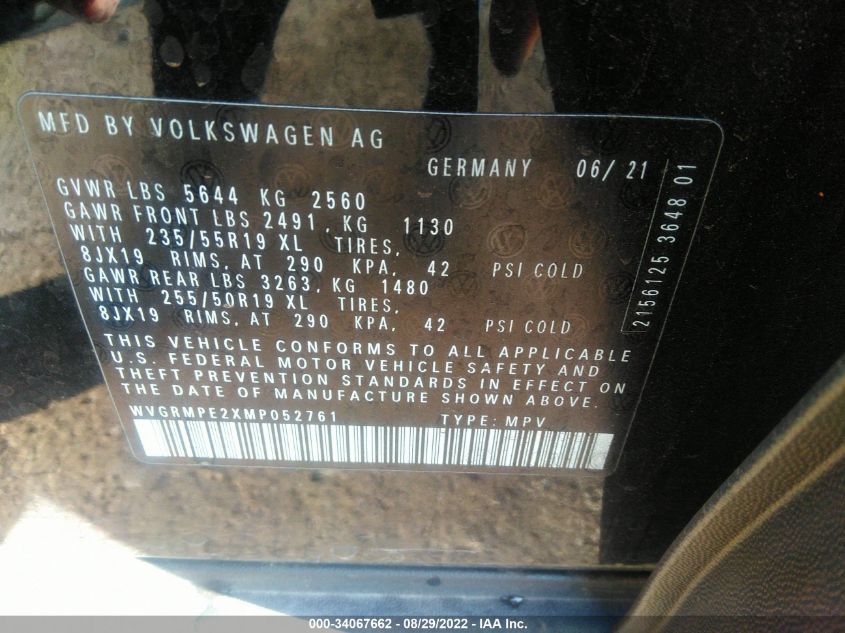 MFD BY VOLKSWAGEN AG
GERMANY 06/ 21
GVWR LBS 5644 KG 2560
GAWR FRONT LBS 2491, KG 1130
WITH 235/55R19 XL TIRES,
8JX19 RIMS, AT 290 KPA, 42 PSI COLD
GAWR REAR LBS 3263, KG 1480
WITH 255/50R19 XL TIRES,
8JX19 RIMS, AT 290 KPA, 42 PSI COLD
THIS VEHICLE CONFORMS TO ALL APPLICABLE
U.S. FEDERAL MOTOR VEHICLE SAFETY AND
THEFT PREVENTION STANDARDS IN EFFECT ON
THE DATE OF MANUFACTURE SHOWN ABOVE.
WVGRMPE2XMP052761 TYPE: MPV
2156125 3648 01
000-34067662 - 08/29/2022 - IAA Inc.